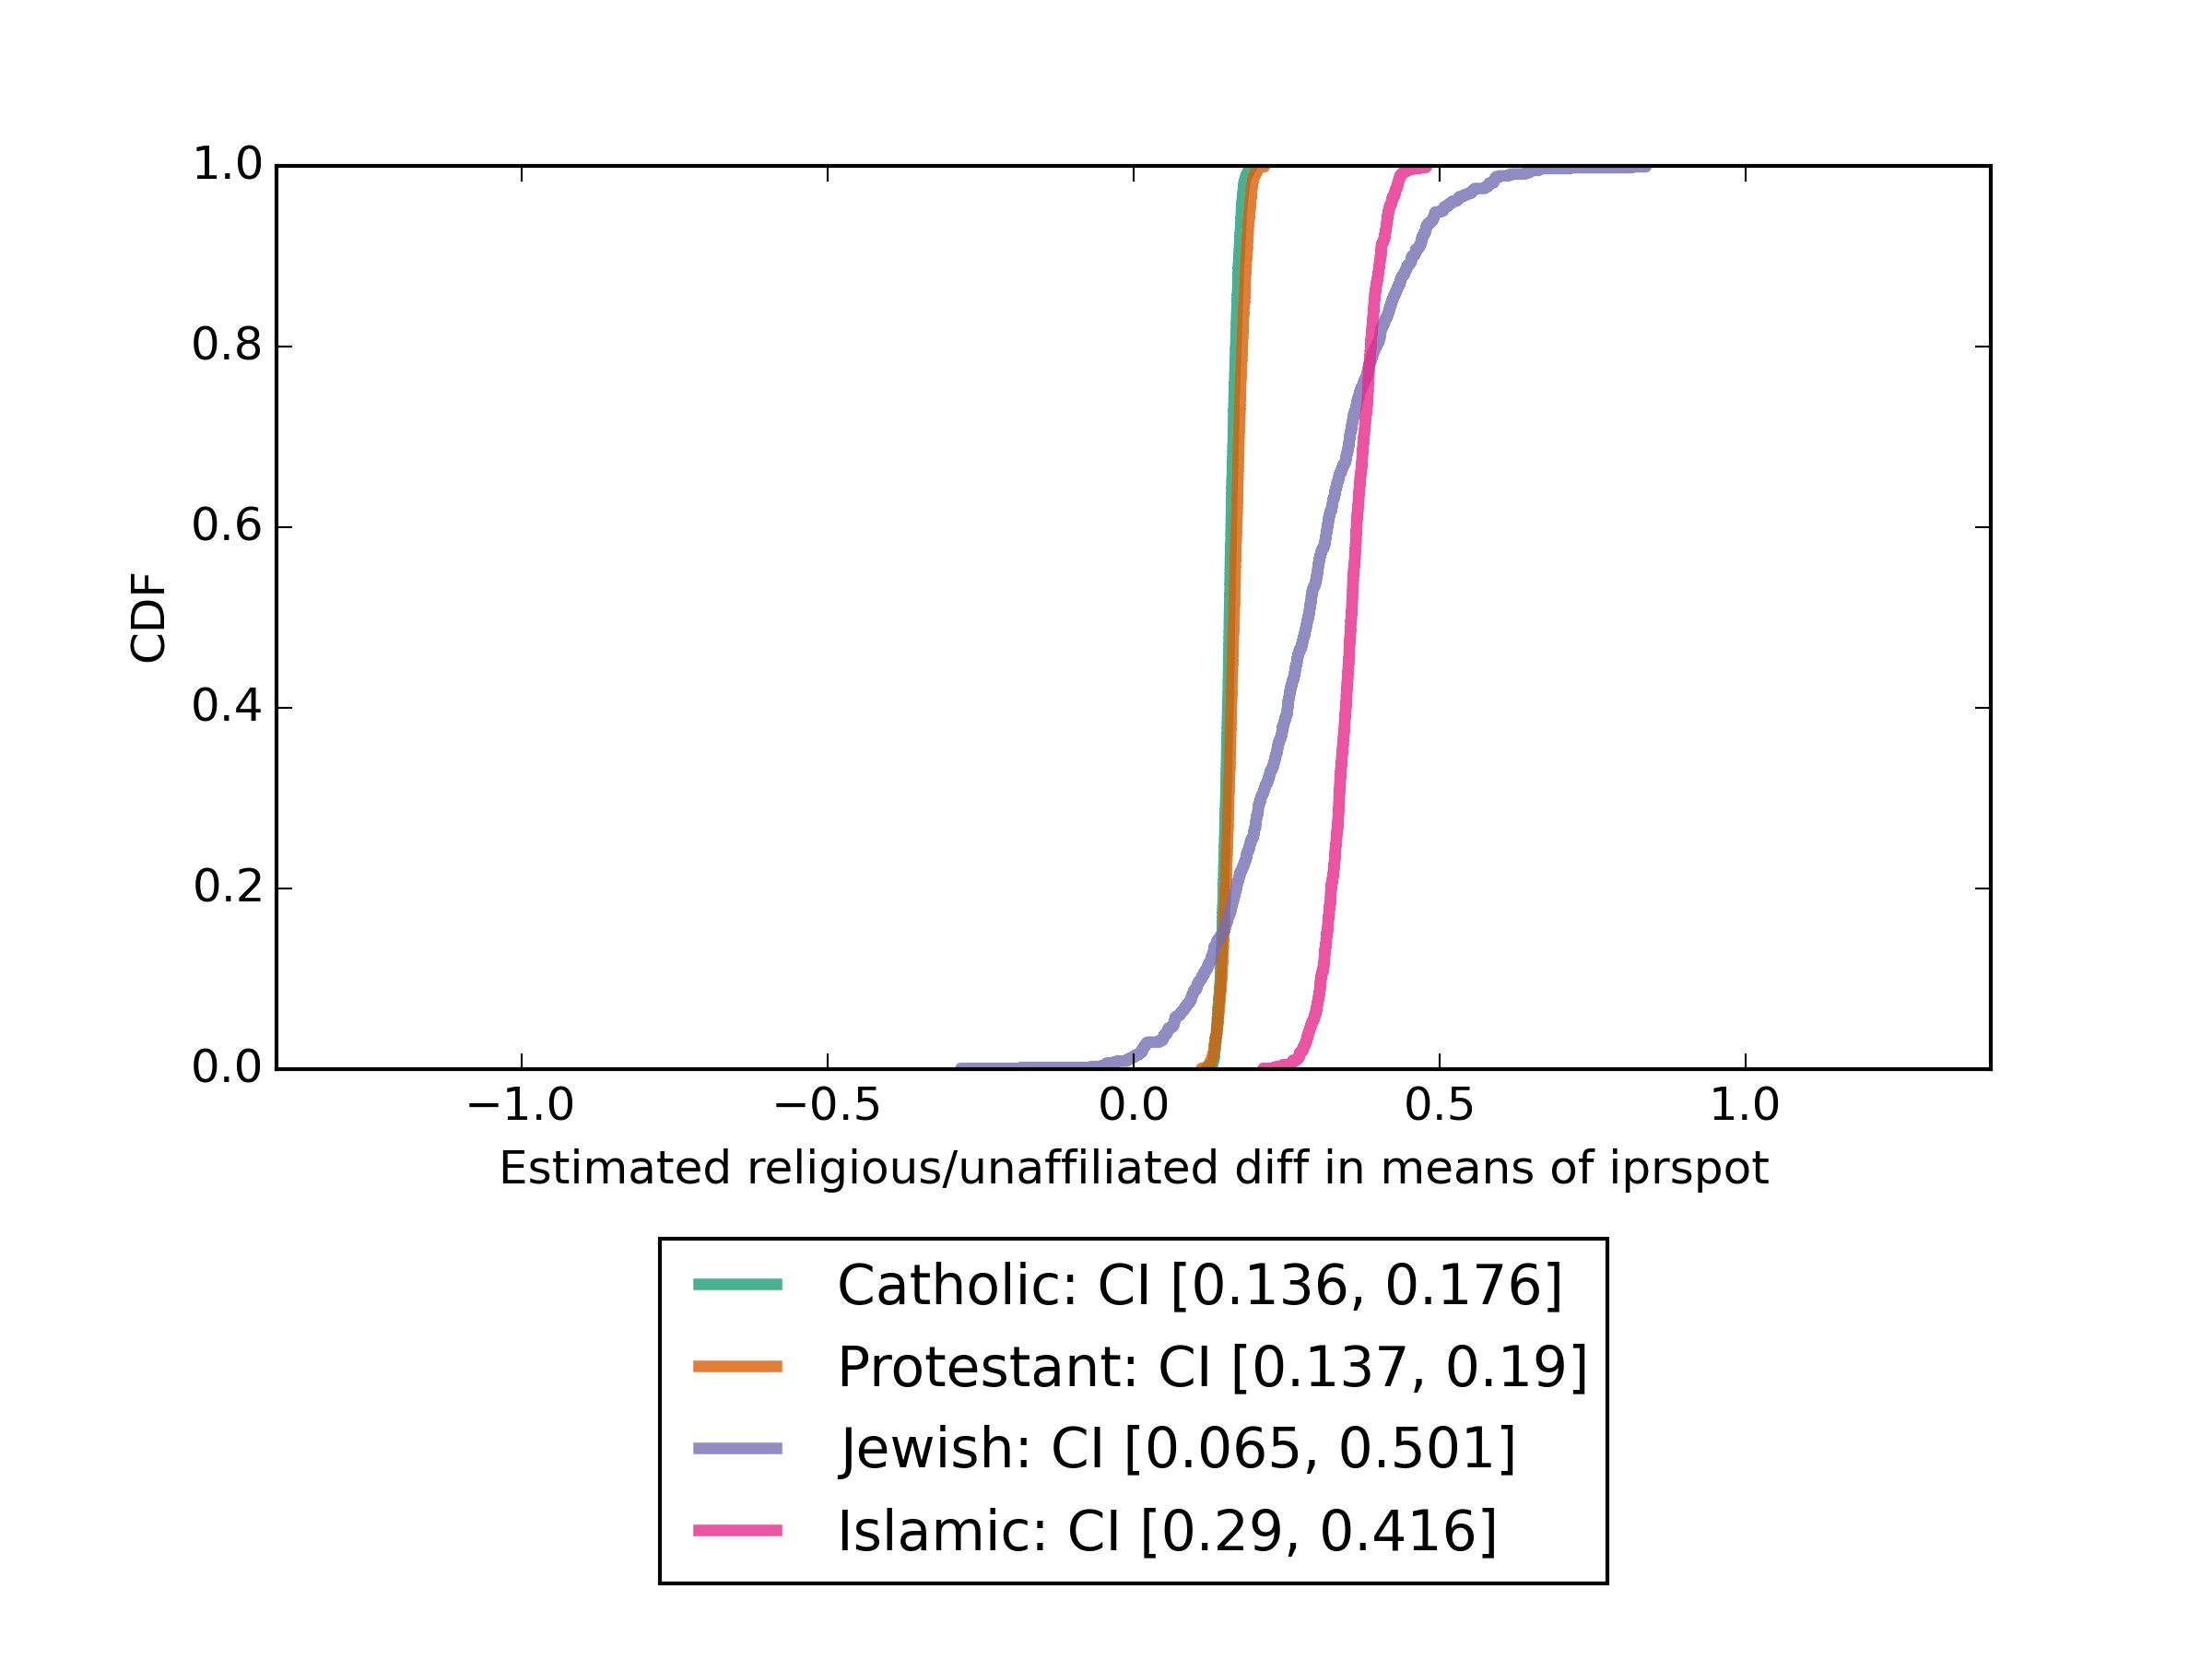 1.0
0.8
0.6
0.4
0.2
0.0
CDF
−1.0 −0.5 0.0 0.5 1.0
Estimated religious/unaffiliated diff in means of iprspot
Catholic: CI [0.136, 0.176]
Protestant: CI [0.137, 0.19]
Jewish: CI [0.065, 0.501]
Islamic: CI [0.29, 0.416]